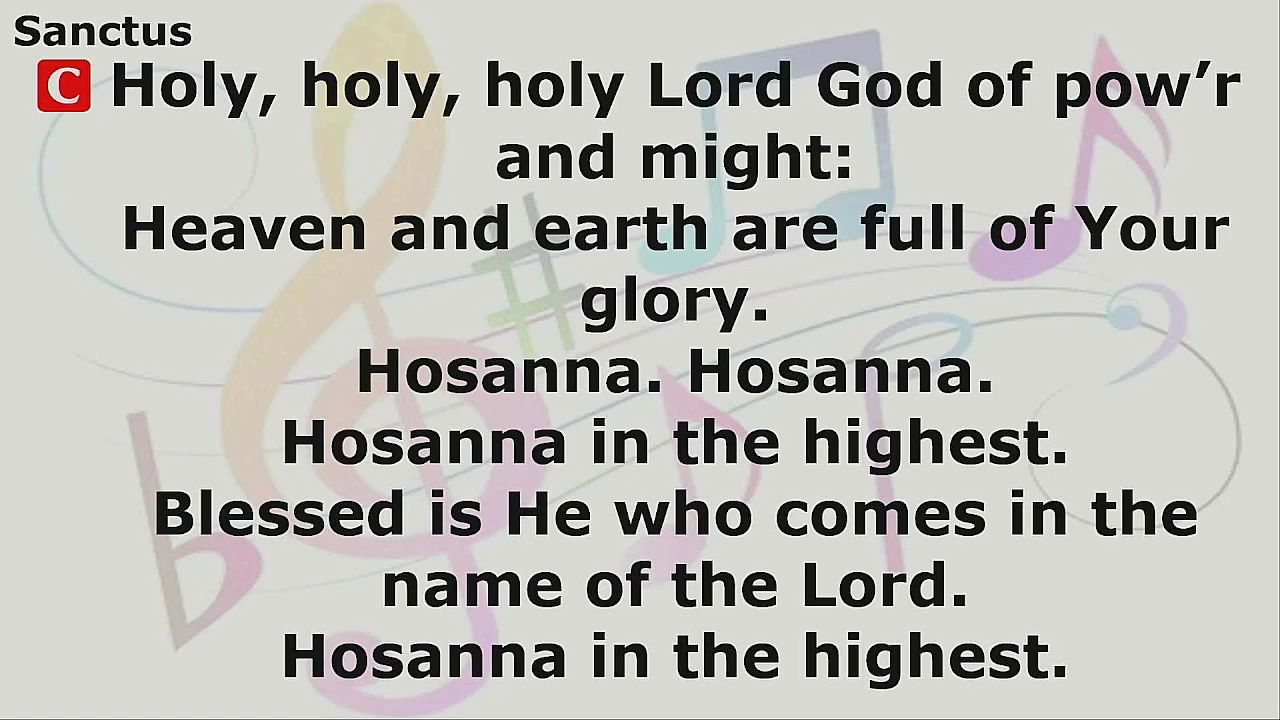 Sanctus
C Holy, holy, holy Lord God of pow’r
and might:
Heaven and earth are full of Your
glory.
Hosanna. Hosanna.
Hosanna in the highest.
Blessed is He who comes in the
name of the Lord.
Hosanna in the highest.